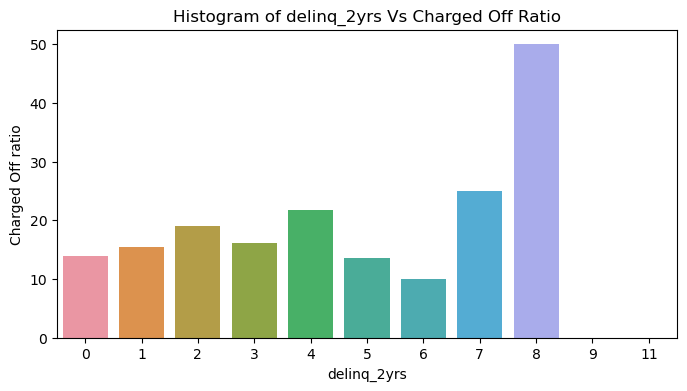 Histogram of delinq_2yrs Vs Charged Off Ratio
Charged Off ratio
50
40
30
20
10
0
0 1 2 3 4 5 6 7 8 9 11
delinq_2yrs